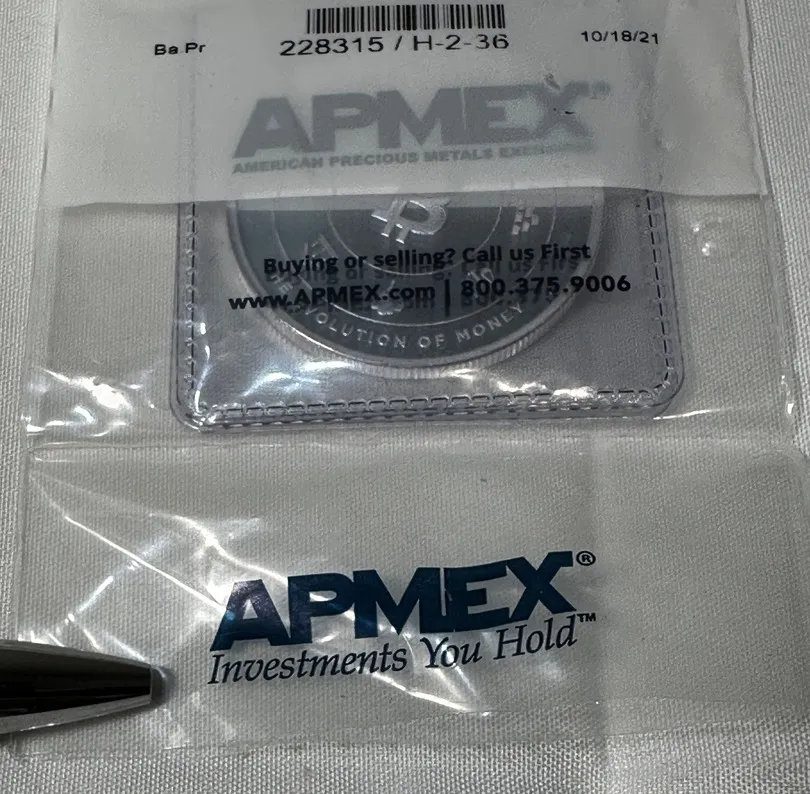 Ba.Pr
228315 / H-2-36
10/18/21
APMEX®
AMERICAN PRECIOUS METALS
Buying or selling? Call us First
www.APMEX.com | 800.375.9006
EVOLUTION OF MONEY
APMEX®
Investments You Hold™